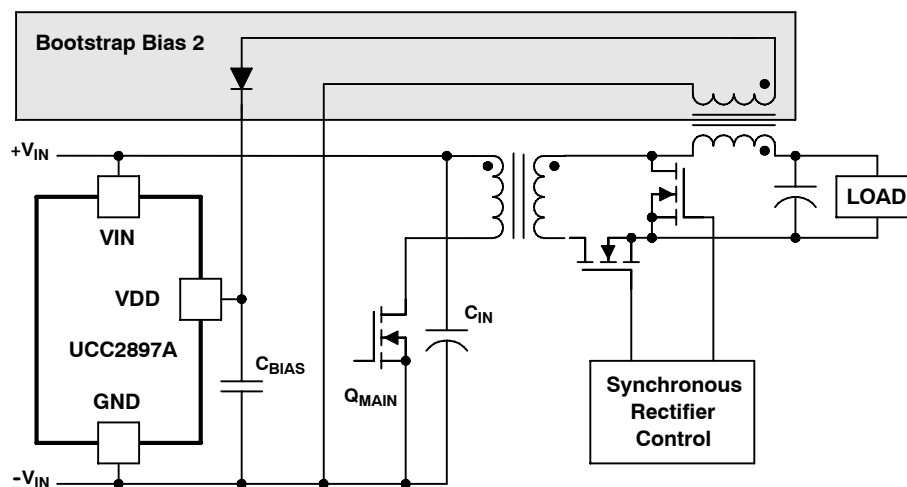 Bootstrap Bias 2
+VIN
VIN
LOAD
VDD
UCC2897A
CIN
CBIAS
GND
QMAIN
Synchronous
Rectifier
Control
-VIN